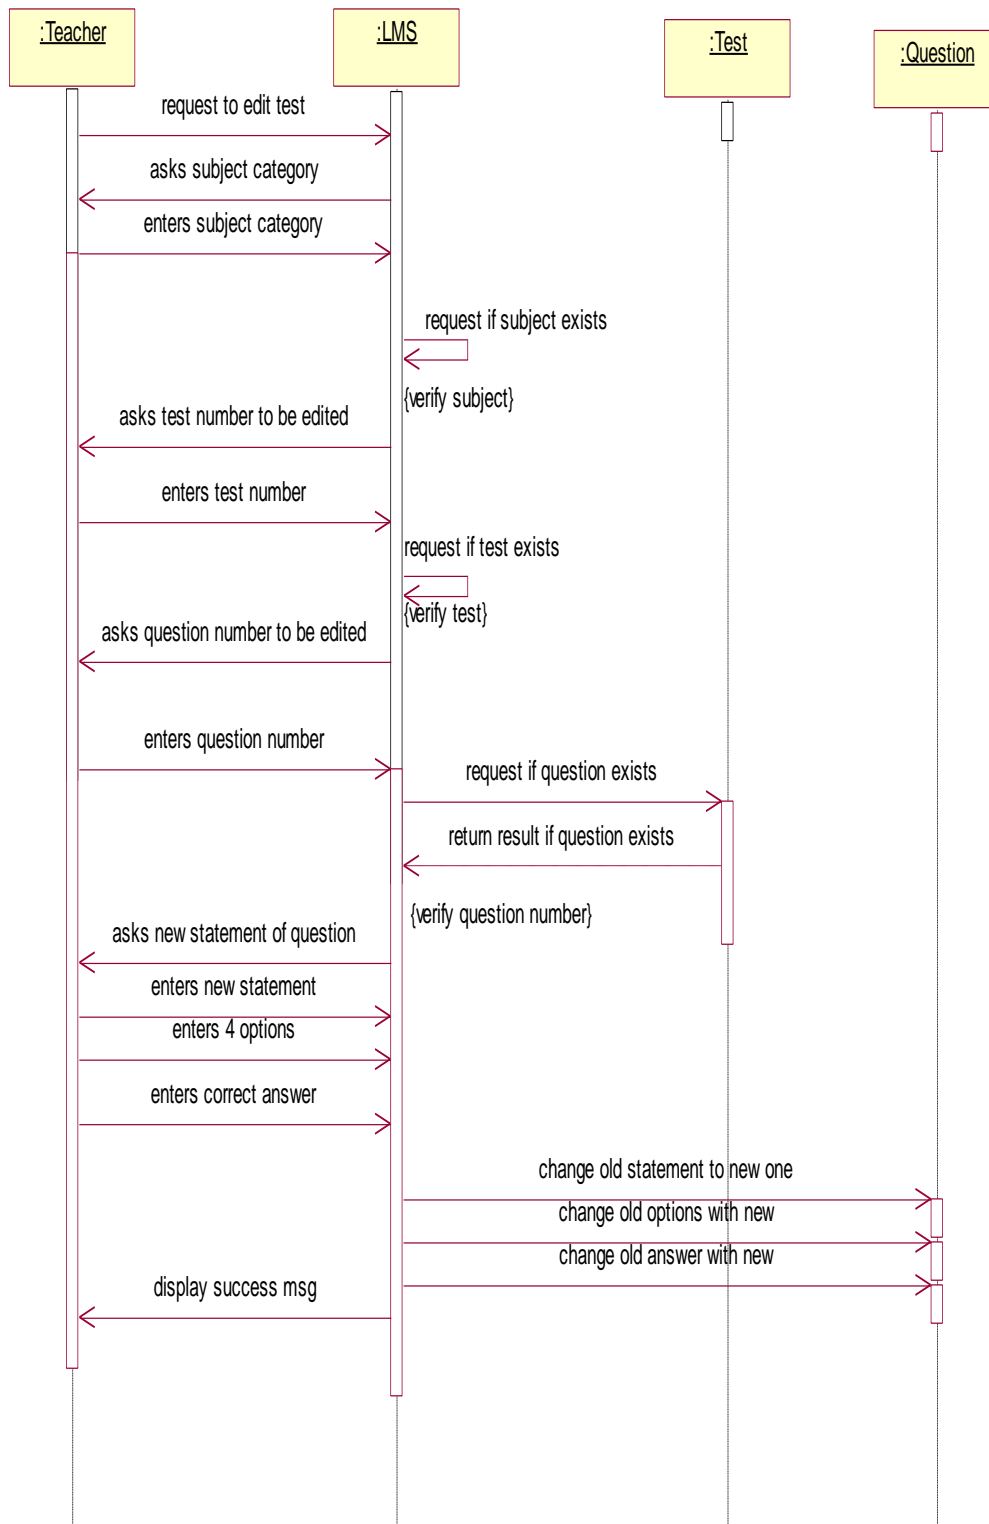 :Teacher
:LMS
:Test
:Question
request to edit test
asks subject category
enters subject category
request if subject exists
{verify subject}
asks test number to be edited
enters test number
request if test exists
{verify test}
asks question number to be edited
enters question number
request if question exists
return result if question exists
{verify question number}
asks new statement of question
enters new statement
enters 4 options
enters correct answer
change old statement to new one
change old options with new
change old answer with new
display success msg